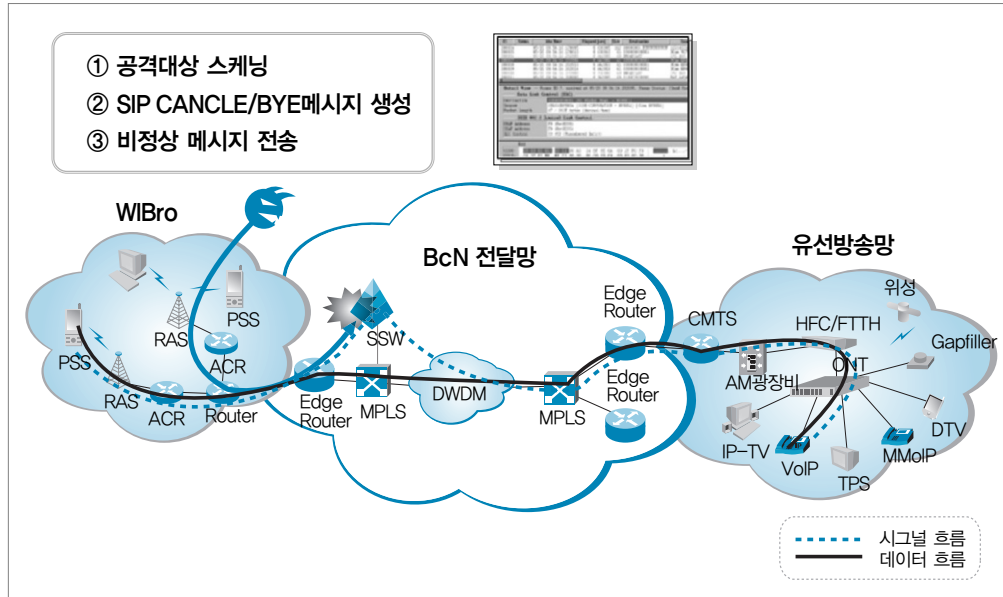 ① 공격대상 스케닝
② SIP CANCLE/BYE메시지 생성
③ 비정상 메시지 전송
WIBro
BcN 전달망
유선방송망
PSS
RAS
PSS
RAS
ACR
ACR
Router
Edge
Router
SSW
MPLS
DWDM
MPLS
Edge
Router
Edge
Router
CMTS
HFC/FTTH
위성
Gapfiller
ONT
AM광장비
IP-TV
VoIP
TPS
MMoIP
DTV
시그널 흐름
데이터 흐름